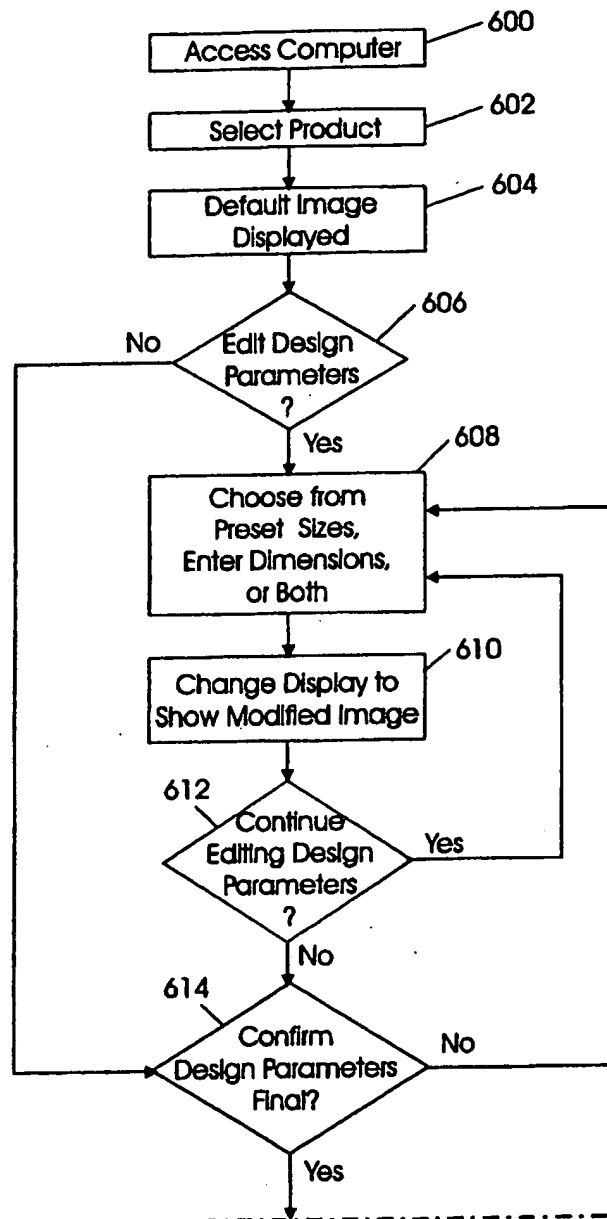 600
Access Computer
602
Select Product
604
Default Image
Displayed
606
No
Edit Design
Parameters
?
Yes
608
Choose from
Preset Sizes,
Enter Dimensions,
or Both
610
Change Display to
Show Modified Image
612
Continue
Editing Design
Parameters
?
Yes
No
614
Confirm
Design Parameters
Final?
No
Yes